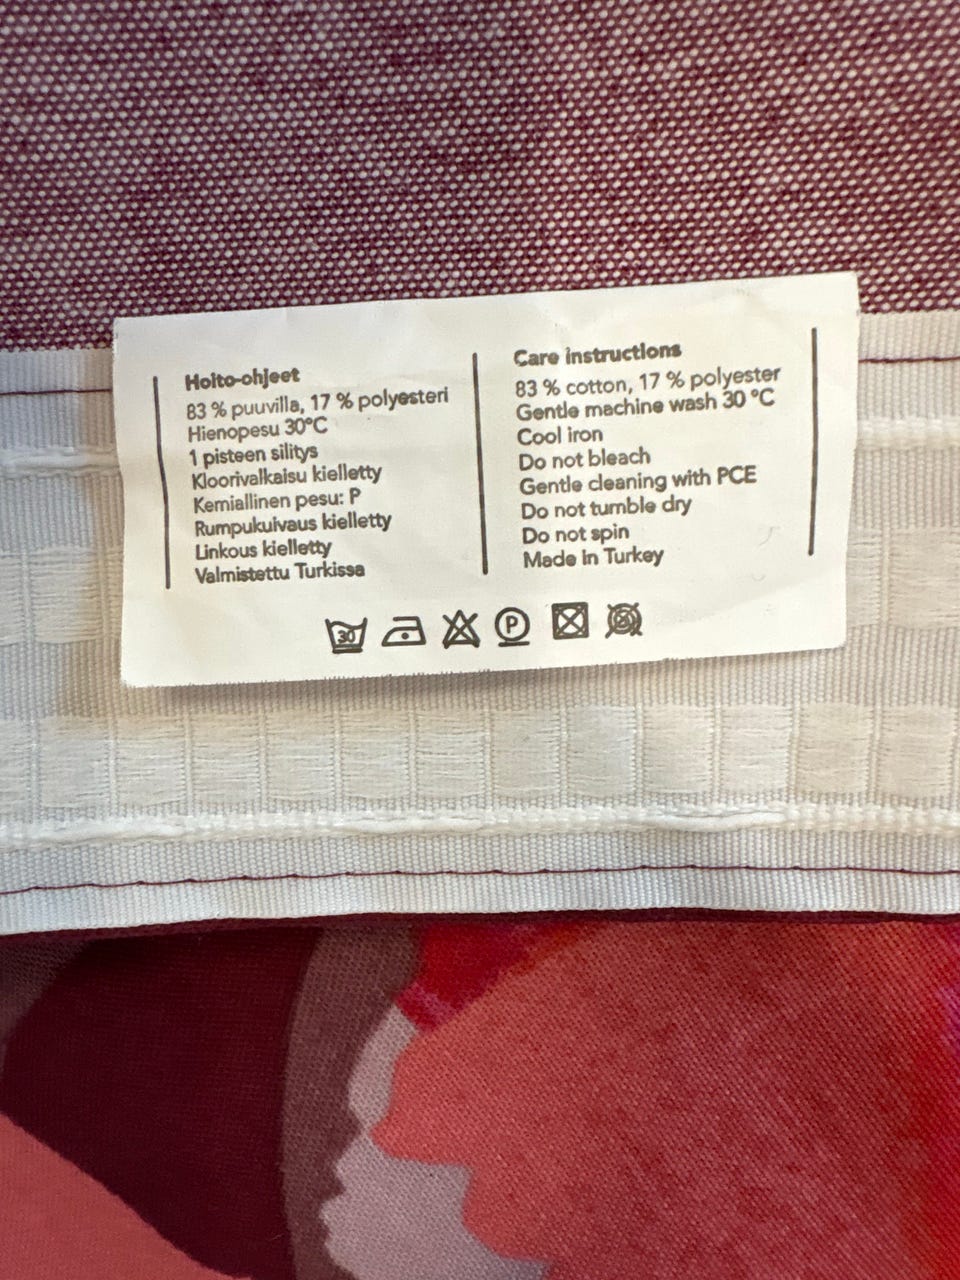 Hoito-ohjeet
83 % puuvilla, 17 % polyesteri
Hienopesu 30°C
1 pisteen silitys
Kloorivalkaisu kielletty
Kemiallinen pesu: P
Rumpukuivaus kielletty
Linkous kielletty
Valmistettu Turkissa
Care instructions
83 % cotton, 17 % polyester
Gentle machine wash 30 °C
Cool iron
Do not bleach
Gentle cleaning with PCE
Do not tumble dry
Do not spin
Made in Turkey
30 P